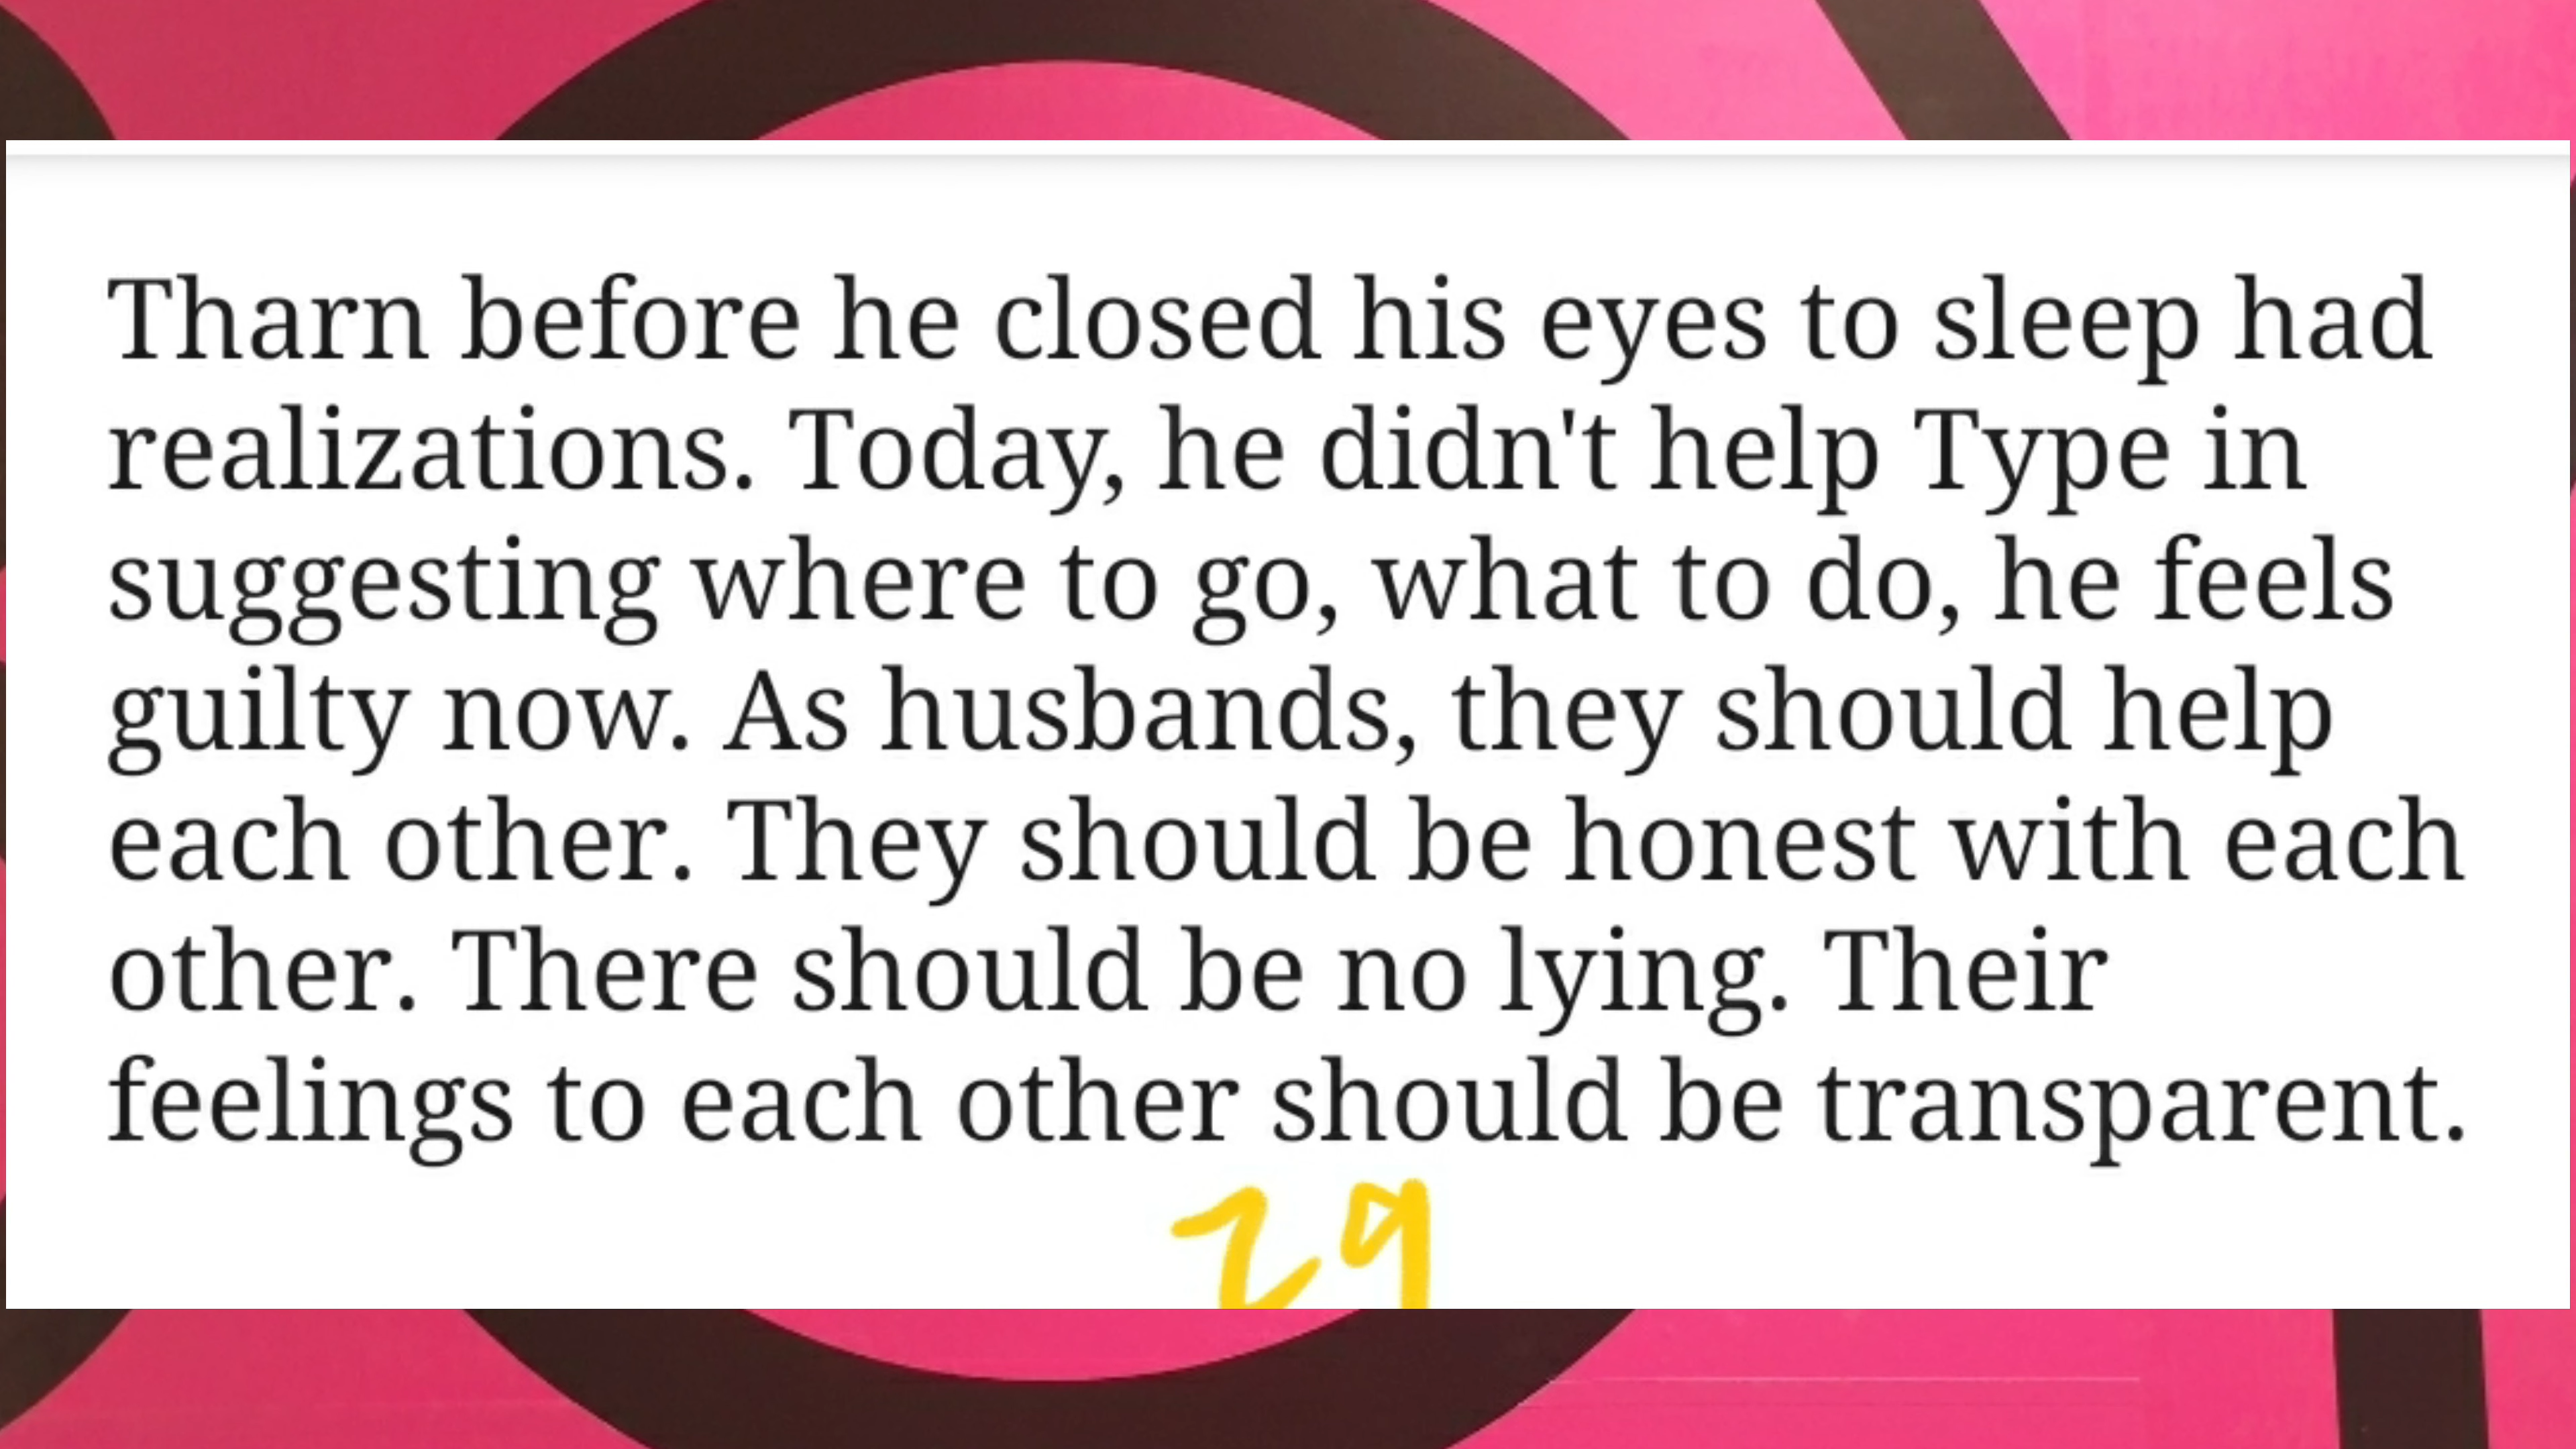 Tharn before he closed his eyes to sleep had
realizations. Today, he didn't help Type in
suggesting where to go, what to do, he feels
guilty now. As husbands, they should help
each other. They should be honest with each
other. There should be no lying. Their
feelings to each other should be transparent.
29